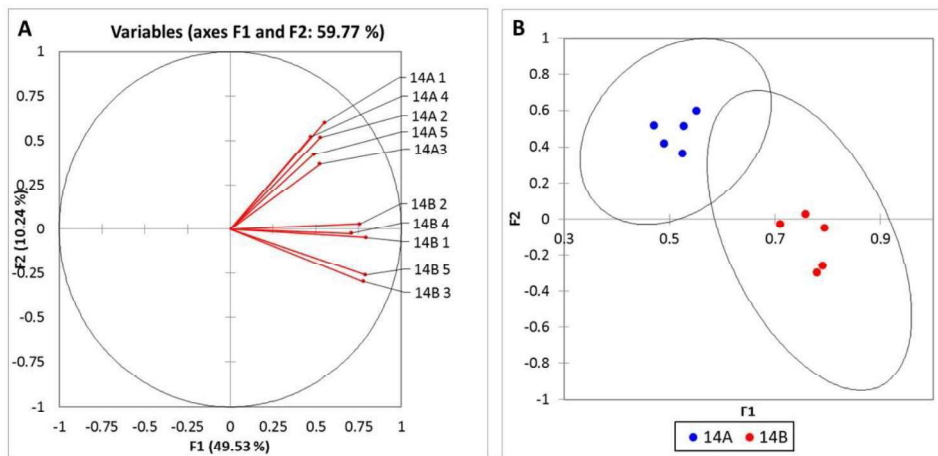 A
Variables (axes F1 and F2: 59.77 %)
1
0.75
0.5
0.25
0
-0.25
-0.5
-0.75
-1
F2 (10.24 %)
14A 1
14A 4
14A 2
14A 5
14A3
14B 2
14B 4
14B 1
14B 5
14B 3
-1 -0.75 -0.5 -0.25 0 0.25 0.5 0.75 1
F1 (49.53 %)
B
1
0.8
0.6
0.4
0.2
0
-0.2
-0.4
-0.6
-0.8
-1
F2
0.3 0.5 0.7 0.9
F1
14A 14B